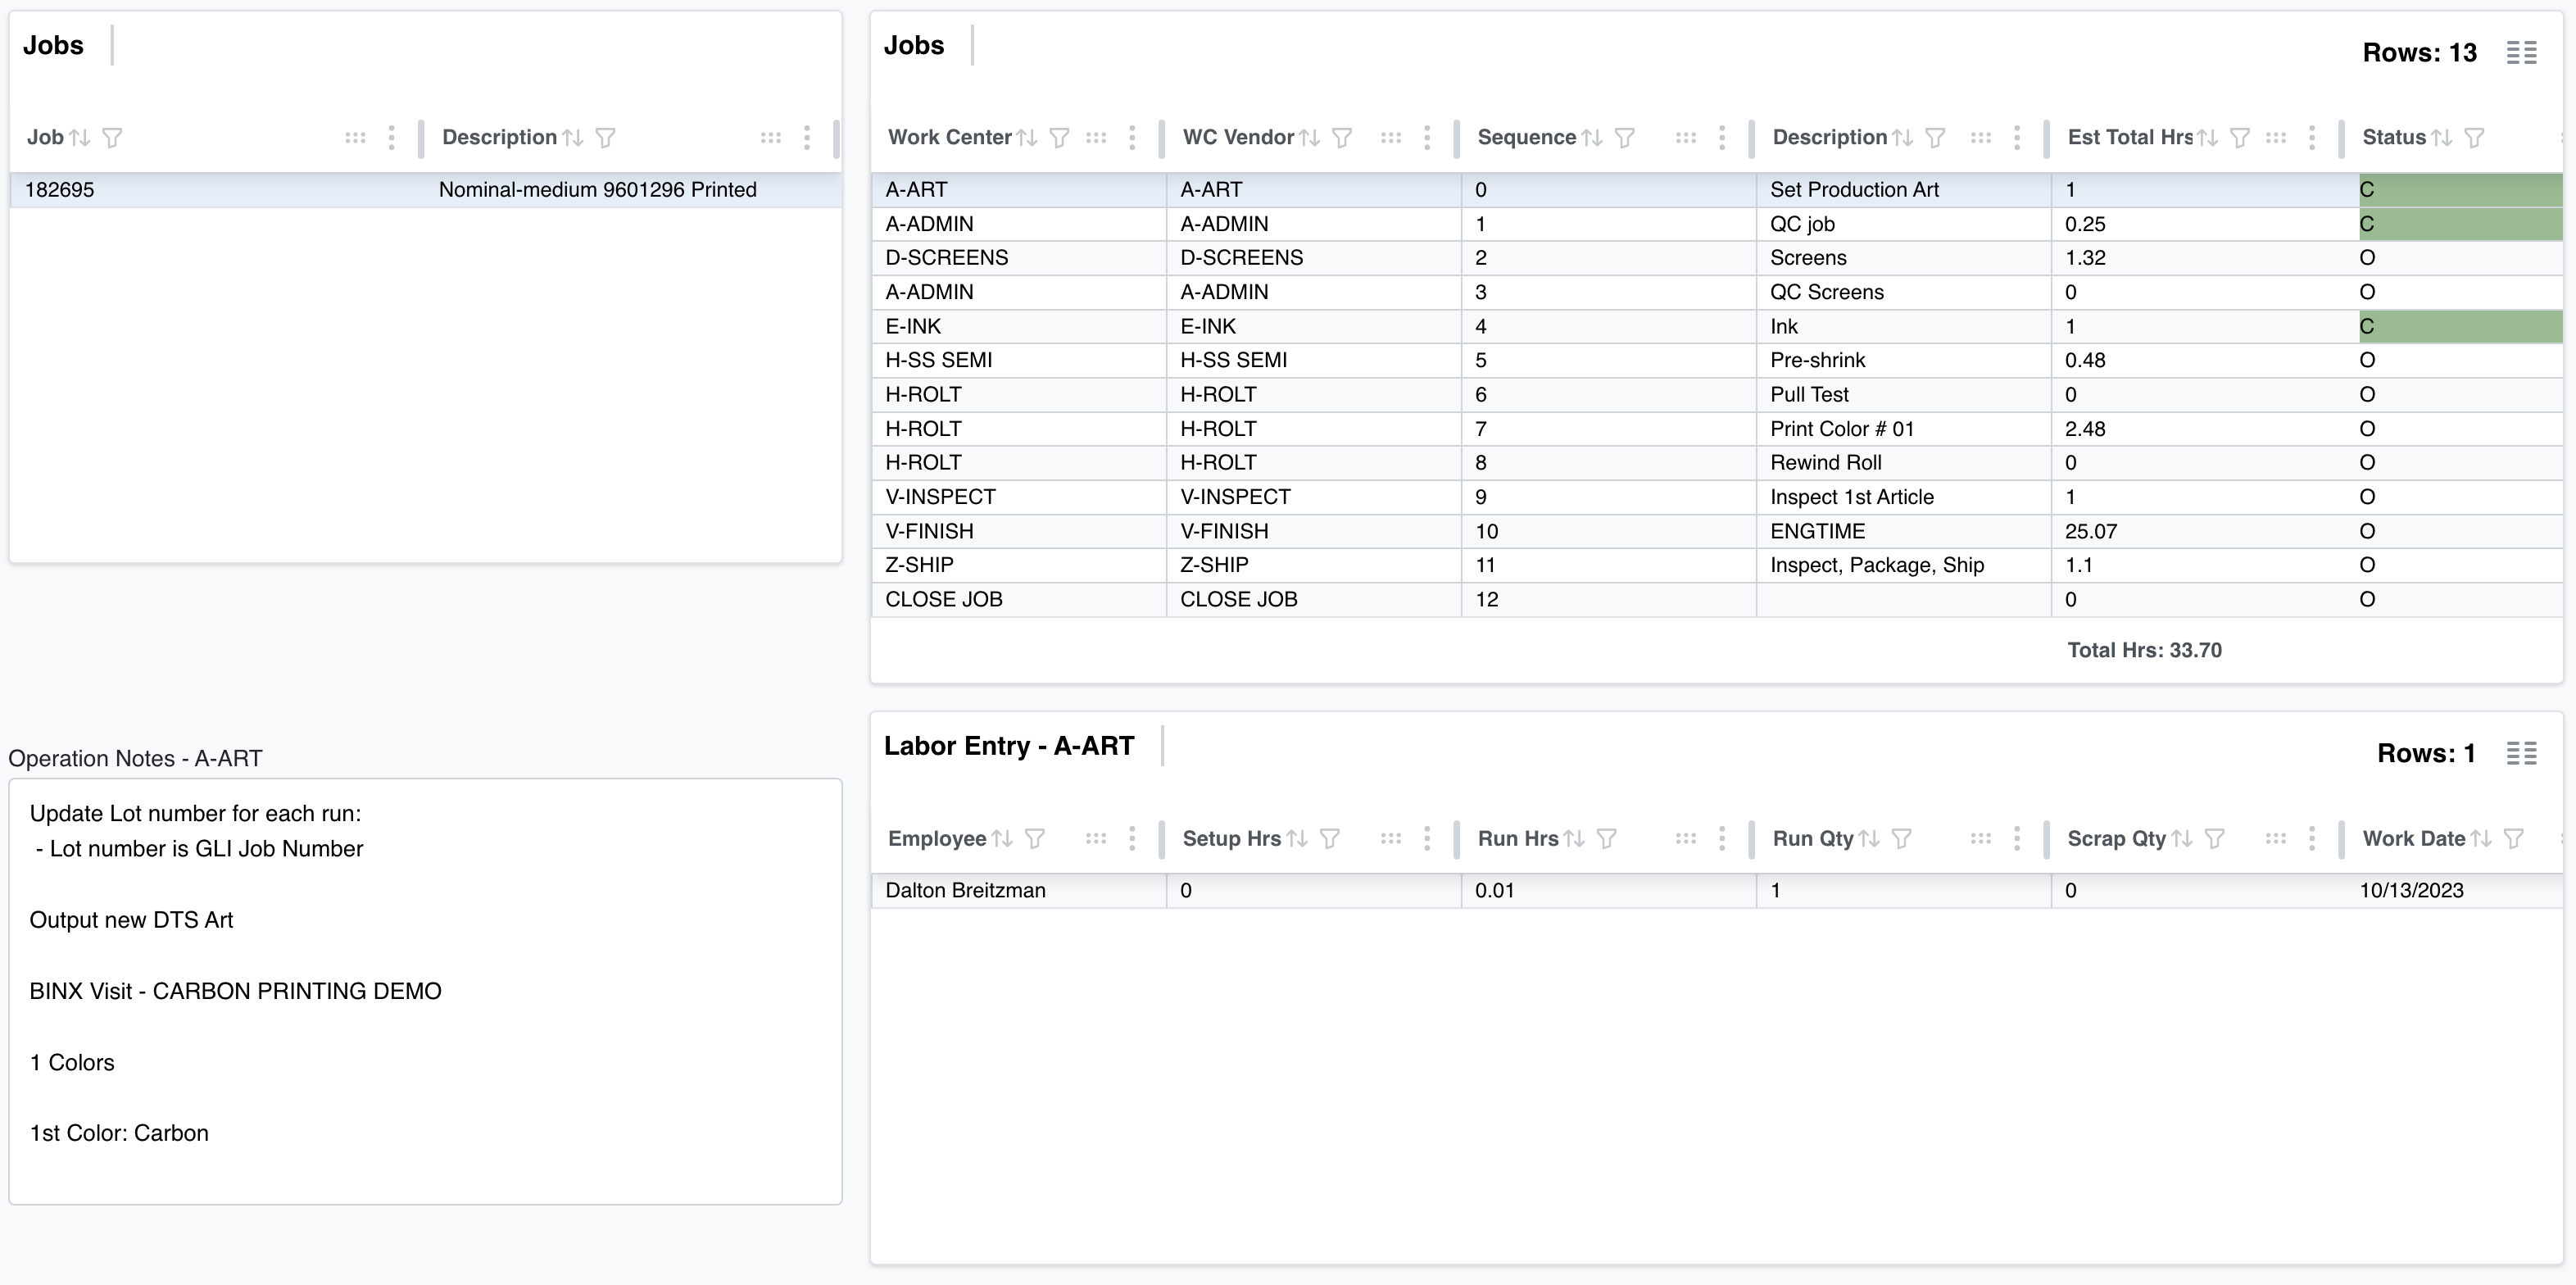 Jobs
Job Description
182695 Nominal-medium 9601296 Printed
Jobs Rows: 13
Work Center WC Vendor Sequence Description Est Total Hrs Status
A-ART A-ART 0 Set Production Art 1 C
A-ADMIN A-ADMIN 1 QC job 0.25 C
D-SCREENS D-SCREENS 2 Screens 1.32 O
A-ADMIN A-ADMIN 3 QC Screens 0 O
E-INK E-INK 4 Ink 1 C
H-SS SEMI H-SS SEMI 5 Pre-shrink 0.48 O
H-ROLT H-ROLT 6 Pull Test 0 O
H-ROLT H-ROLT 7 Print Color # 01 2.48 O
H-ROLT H-ROLT 8 Rewind Roll 0 O
V-INSPECT V-INSPECT 9 Inspect 1st Article 1 O
V-FINISH V-FINISH 10 ENGTIME 25.07 O
Z-SHIP Z-SHIP 11 Inspect, Package, Ship 1.1 O
CLOSE JOB CLOSE JOB 12 0 O
Total Hrs: 33.70
Operation Notes - A-ART
Update Lot number for each run:
- Lot number is GLI Job Number
Output new DTS Art
BINX Visit - CARBON PRINTING DEMO
1 Colors
1st Color: Carbon
Labor Entry - A-ART Rows: 1
Employee Setup Hrs Run Hrs Run Qty Scrap Qty Work Date
Dalton Breitzman 0 0.01 1 0 10/13/2023